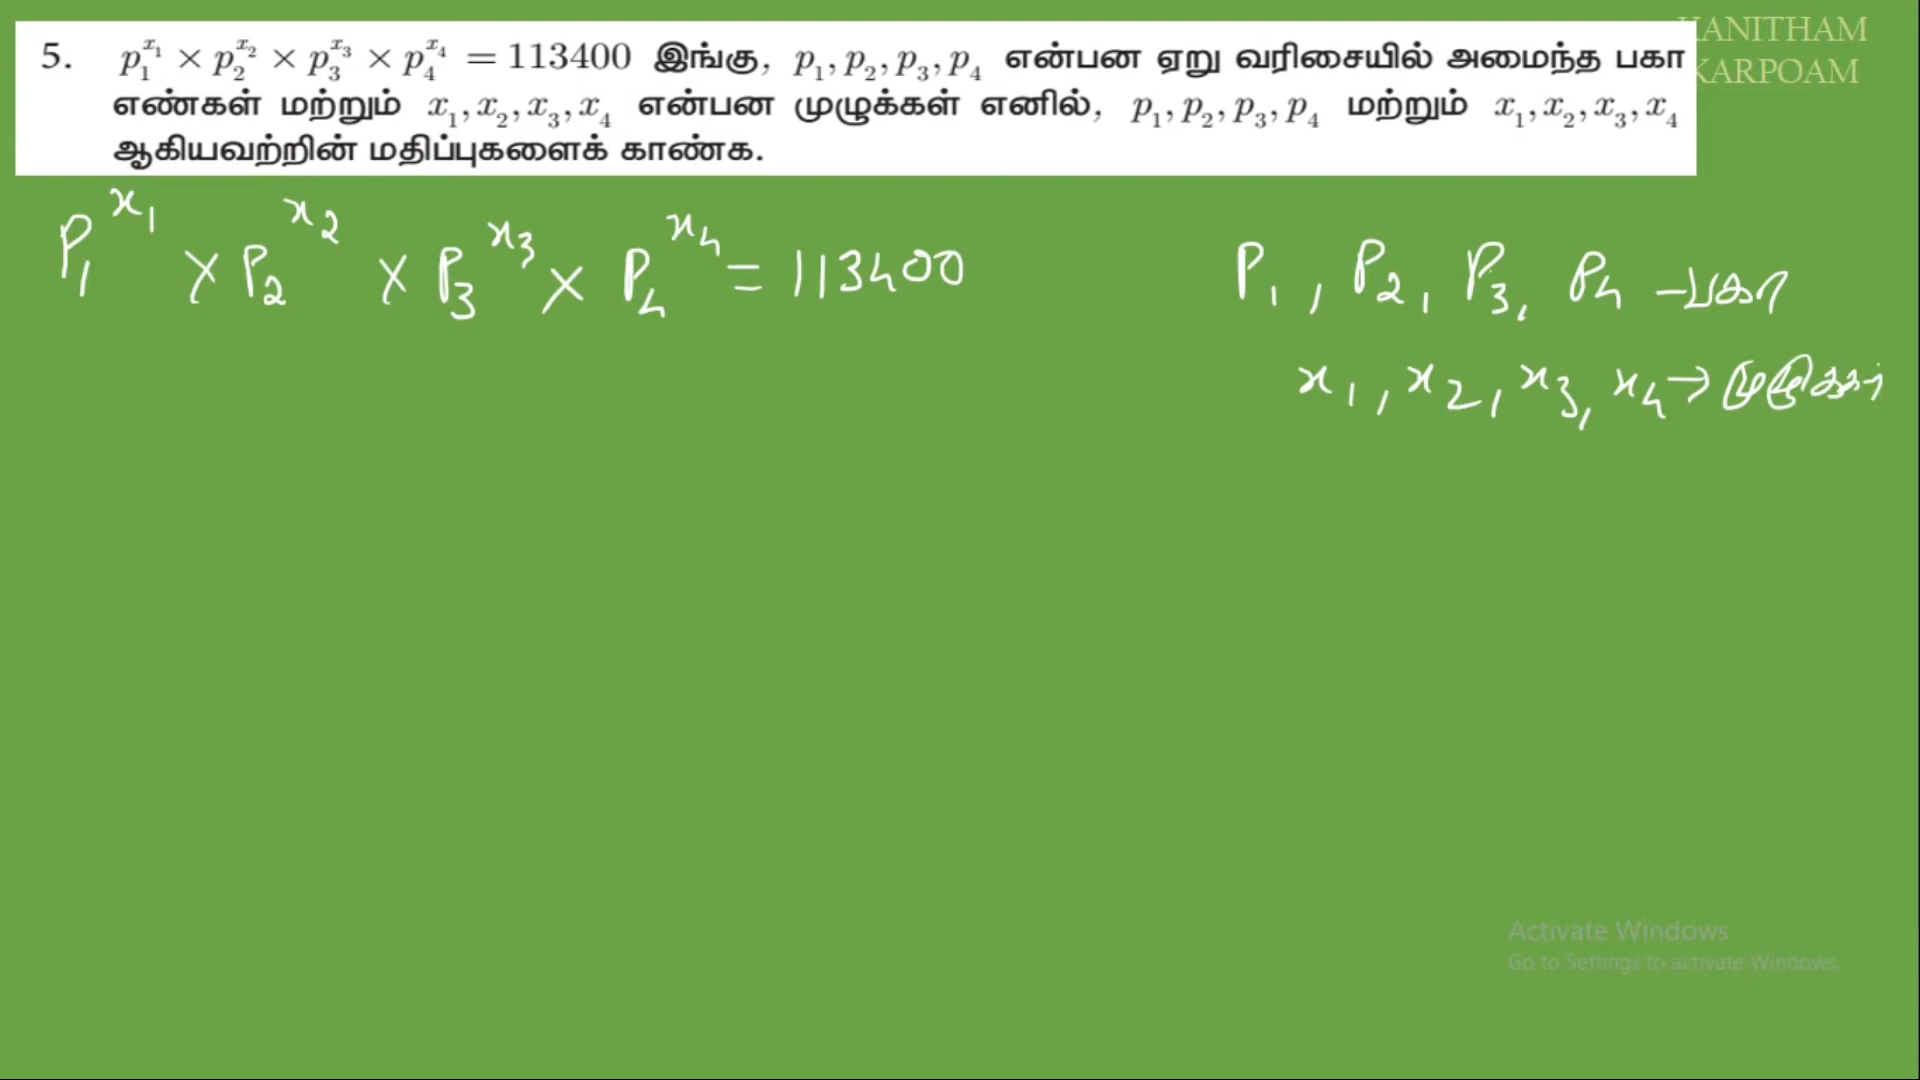 KANITHAM
KARPOAM
5. p₁^x₁ × p₂^x₂ × p₃^x₃ × p₄^x₄ = 113400 இங்கு, p₁, p₂, p₃, p₄ என்பன ஏறு வரிசையில் அமைந்த பகா
எண்கள் மற்றும் x₁, x₂, x₃, x₄ என்பன முழுக்கள் எனில், p₁, p₂, p₃, p₄ மற்றும் x₁, x₂, x₃, x₄
ஆகியவற்றின் மதிப்புகளைக் காண்க.
P₁^x₁ × P₂^x₂ × P₃^x₃ × P₄^x₄ = 113400
P₁, P₂, P₃, P₄ – பகா
x₁, x₂, x₃, x₄ → முழுக்கள்
Activate Windows
Go to Settings to activate Windows.